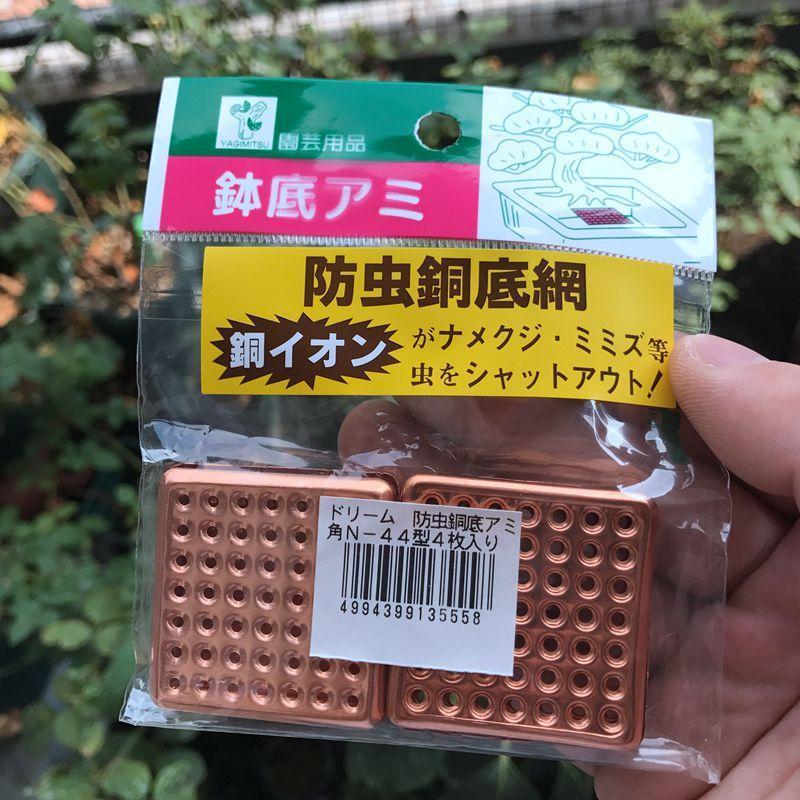 YAGIMITSU
園芸用品
鉢底アミ
防虫銅底網
銅イオン
がナメクジ・ミミズ等
虫をシャットアウト!
ドリーム 防虫銅底アミ
角N-44型4枚入り
4994399135558